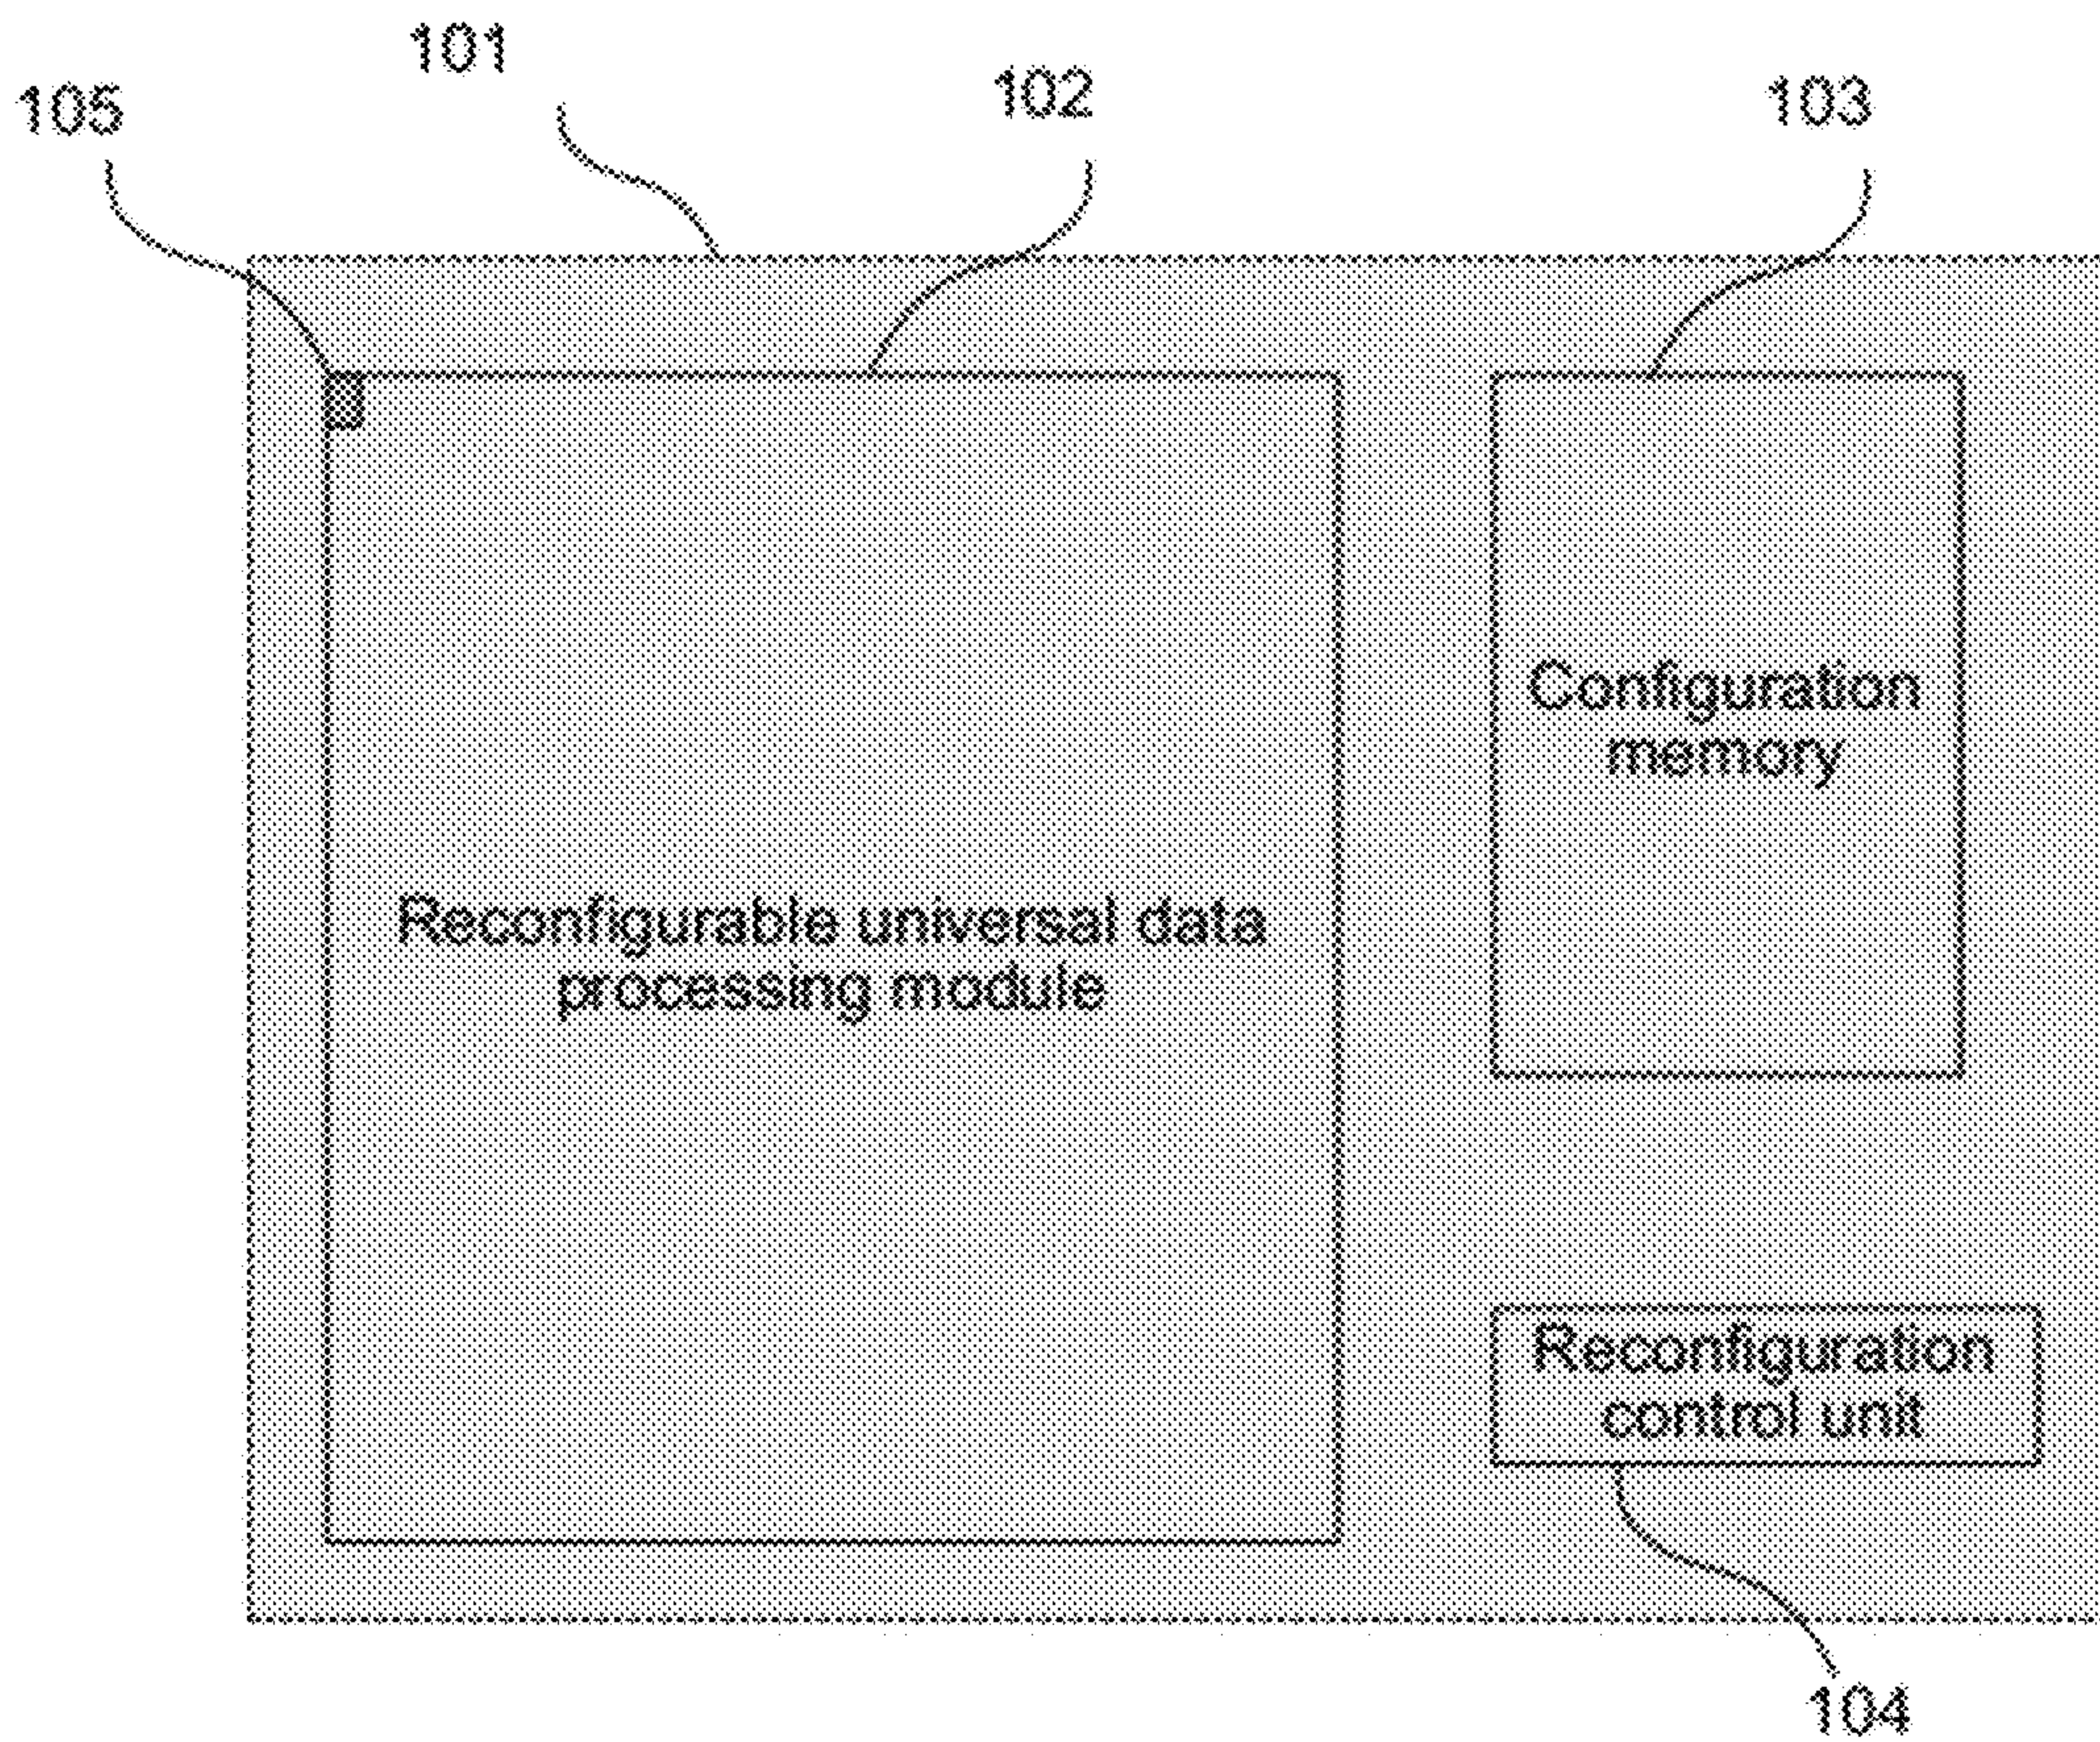 101
102
103
105
Configuration
memory
Reconfigurable universal data
processing module
Reconfiguration
control unit
104